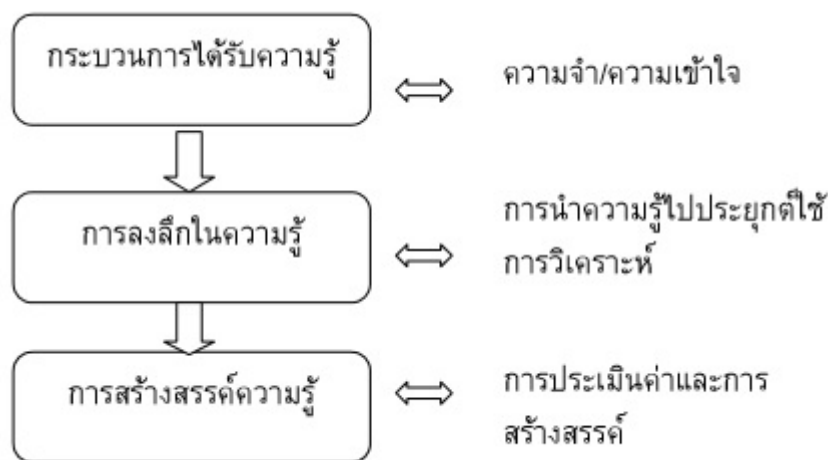 กระบวนการได้รับความรู้
ความจำ/ความเข้าใจ
การลงลึกในความรู้
การนำความรู้ไปประยุกต์ใช้
การวิเคราะห์
การสร้างสรรค์ความรู้
การประเมินค่าและการ
สร้างสรรค์